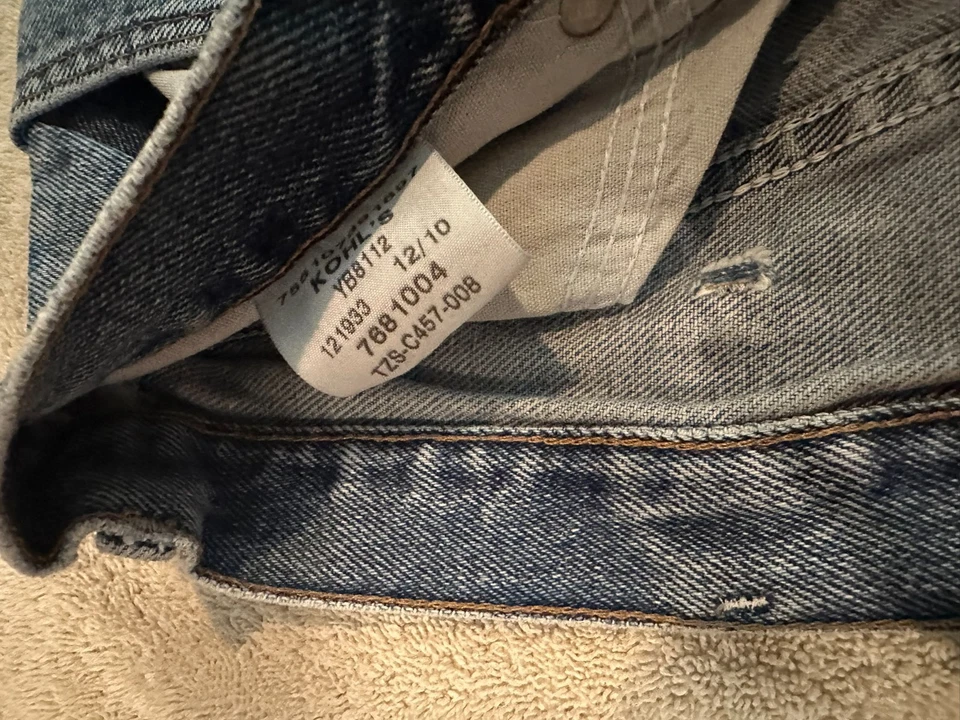 KOHL'S
YB8112
121933 12/10
7681004
TZS-C457-008